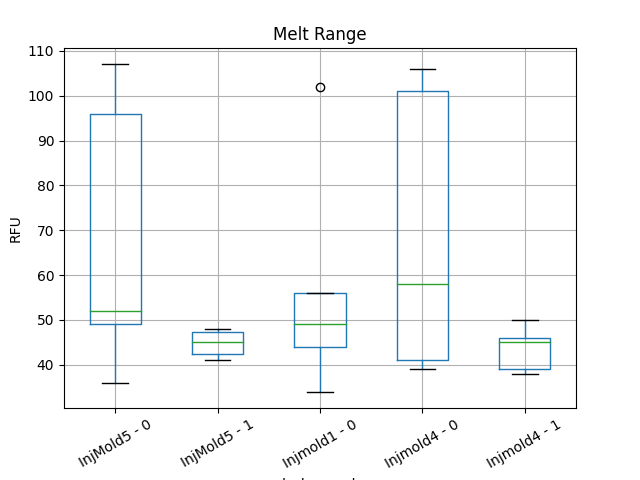 Melt Range
110
100
90
80
70
60
50
40
RFU
InjMold5 - 0
InjMold5 - 1
Injmold1 - 0
Injmold4 - 0
Injmold4 - 1